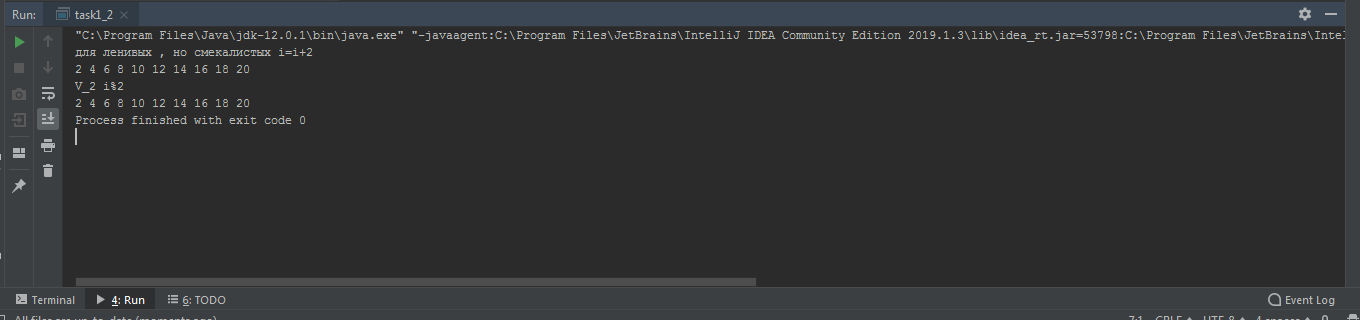 Run: task1_2
"C:\Program Files\Java\jdk-12.0.1\bin\java.exe" "-javaagent:C:\Program Files\JetBrains\IntelliJ IDEA Community Edition 2019.1.3\lib\idea_rt.jar=53798:C:\Program Files\JetBrains\Inte
для ленивых , но смекалистых i=i+2
2 4 6 8 10 12 14 16 18 20
V_2 i%2
2 4 6 8 10 12 14 16 18 20
Process finished with exit code 0
Terminal 4: Run 6: TODO Event Log
All files are up-to-date (moments ago) 7:1 CRLF UTF-8 4 spaces